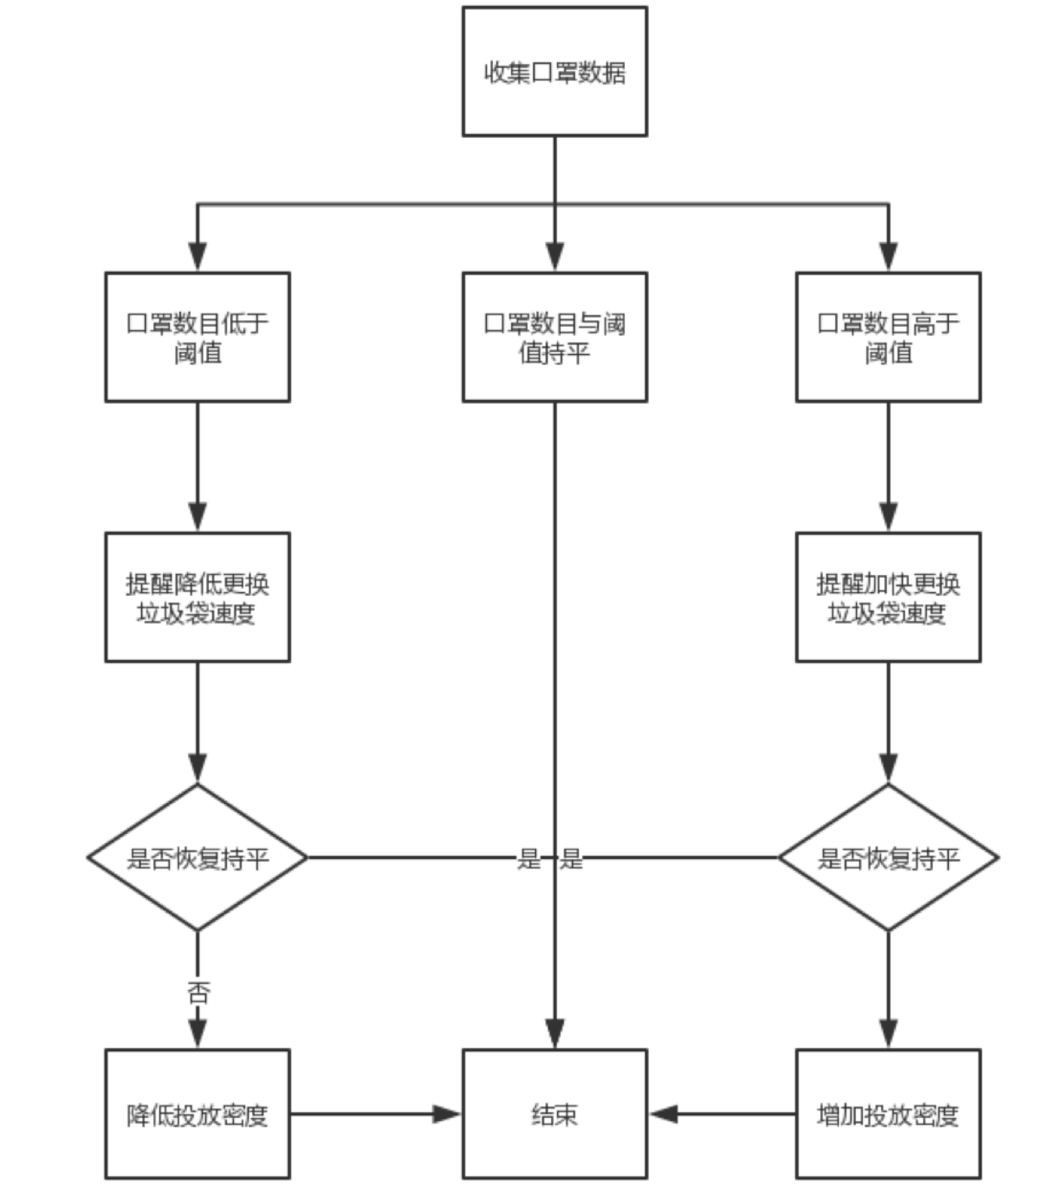 收集口罩数据
口罩数目低于
阈值
口罩数目与阈
值持平
口罩数目高于
阈值
提醒降低更换
垃圾袋速度
提醒加快更换
垃圾袋速度
是否恢复持平
是
是
是否恢复持平
否
降低投放密度
结束
增加投放密度